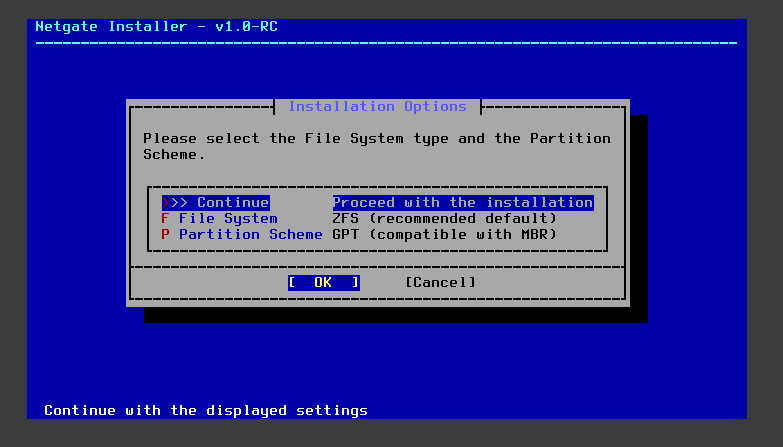 Netgate Installer - v1.0-RC
Installation Options
Please select the File System type and the Partition
Scheme.
>>> Continue Proceed with the installation
F File System ZFS (recommended default)
P Partition Scheme GPT (compatible with MBR)
[ OK ] [Cancel]
Continue with the displayed settings